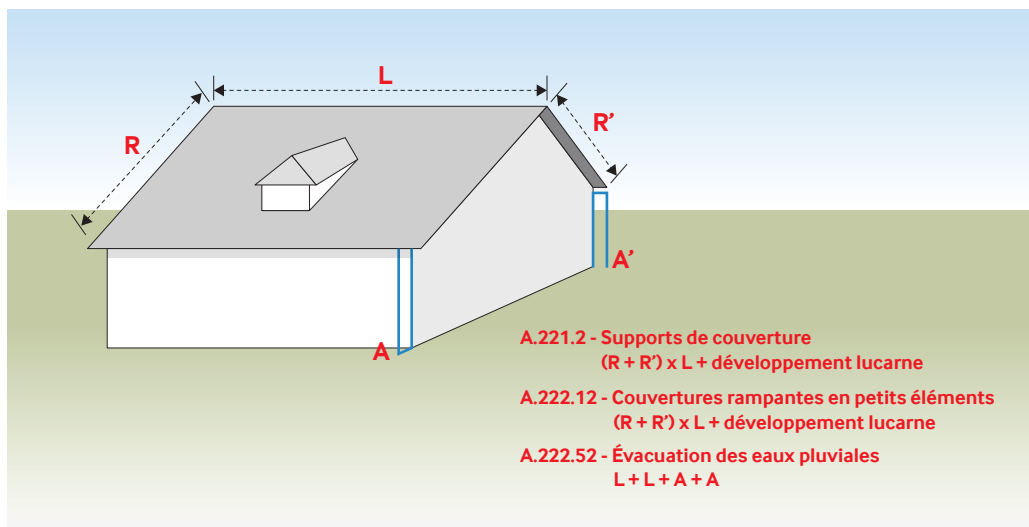 L
R
R’
A’
A
A.221.2 - Supports de couverture
(R + R’) x L + développement lucarne
A.222.12 - Couvertures rampantes en petits éléments
(R + R’) x L + développement lucarne
A.222.52 - Évacuation des eaux pluviales
L + L + A + A